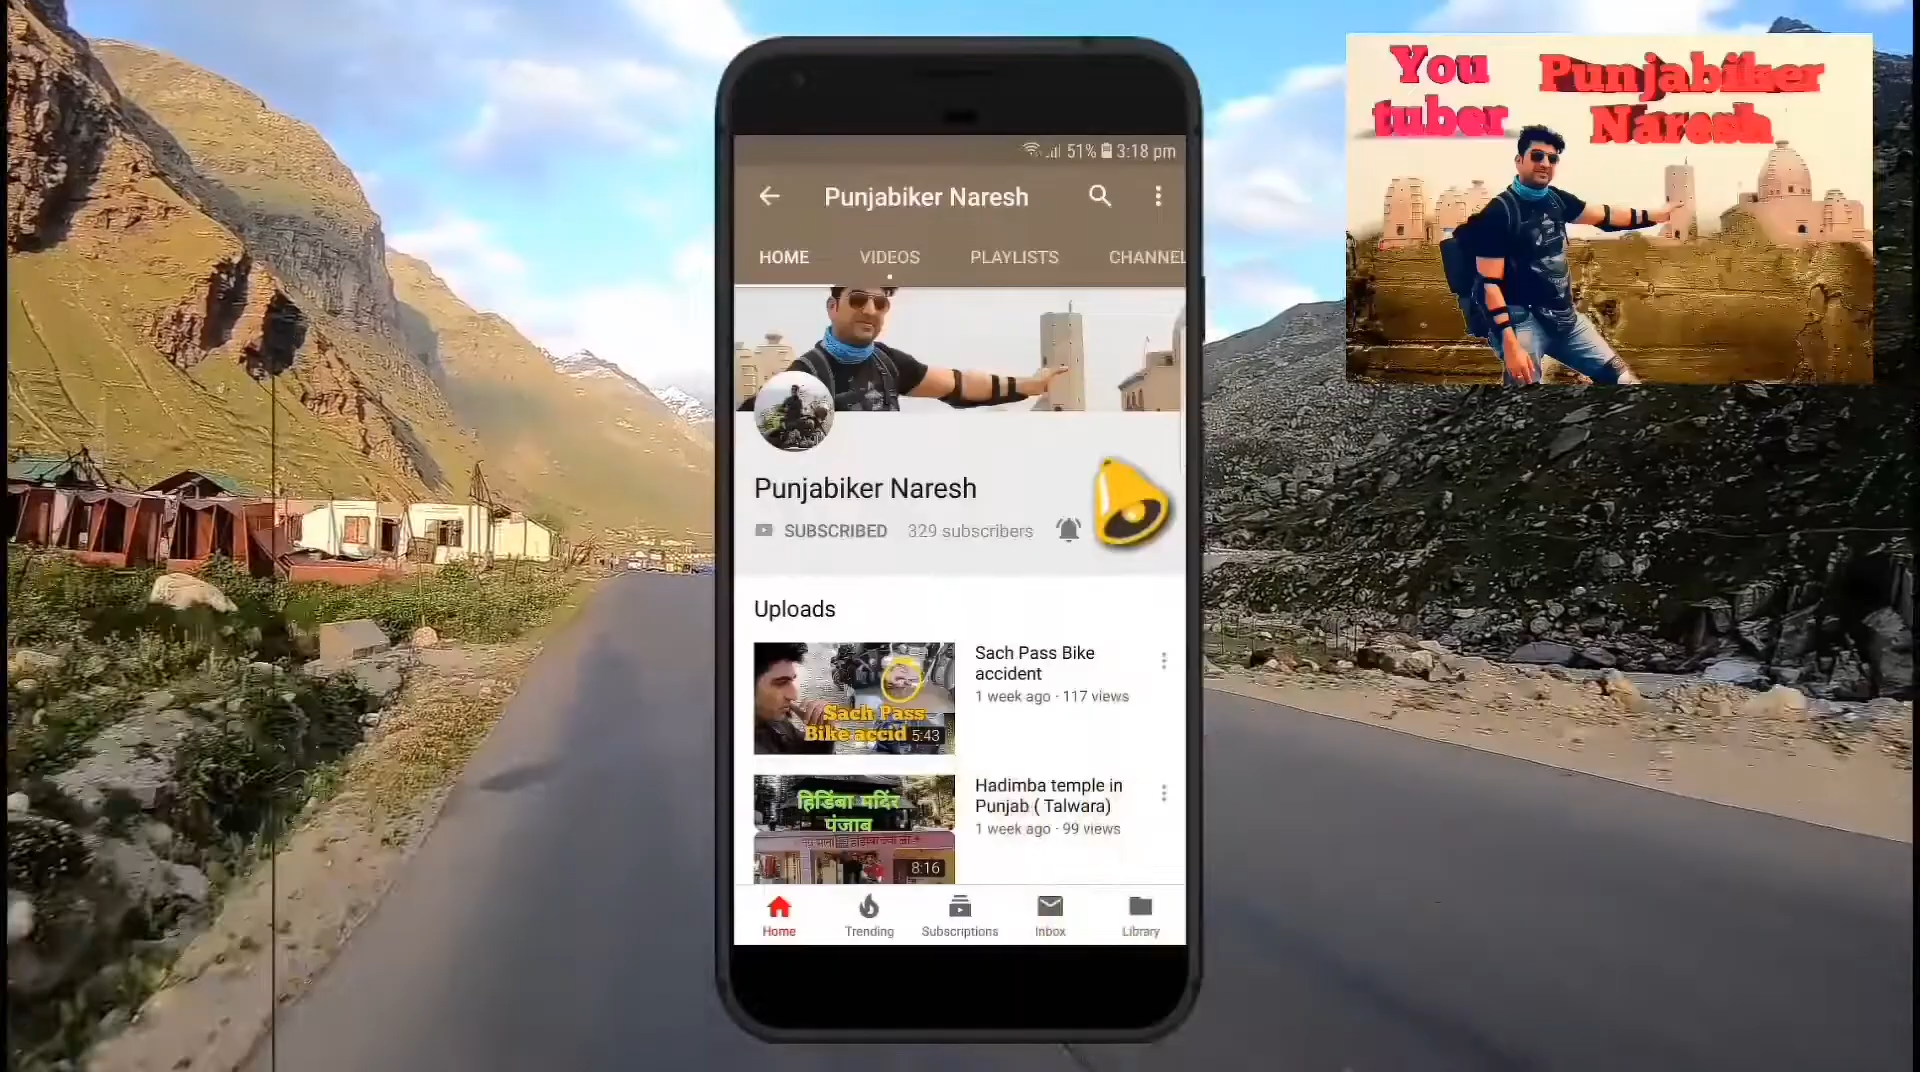 You
tuber
Punjabiker
Naresh
51% 3:18 pm
Punjabiker Naresh
HOME VIDEOS PLAYLISTS CHANNEL
Punjabiker Naresh
SUBSCRIBED 329 subscribers
Uploads
Sach Pass
Bike accid 5:43
Sach Pass Bike
accident
1 week ago · 117 views
हिडिंबा मदिंर
पंजाब
8:16
Hadimba temple in
Punjab ( Talwara)
1 week ago · 99 views
Home Trending Subscriptions Inbox Library